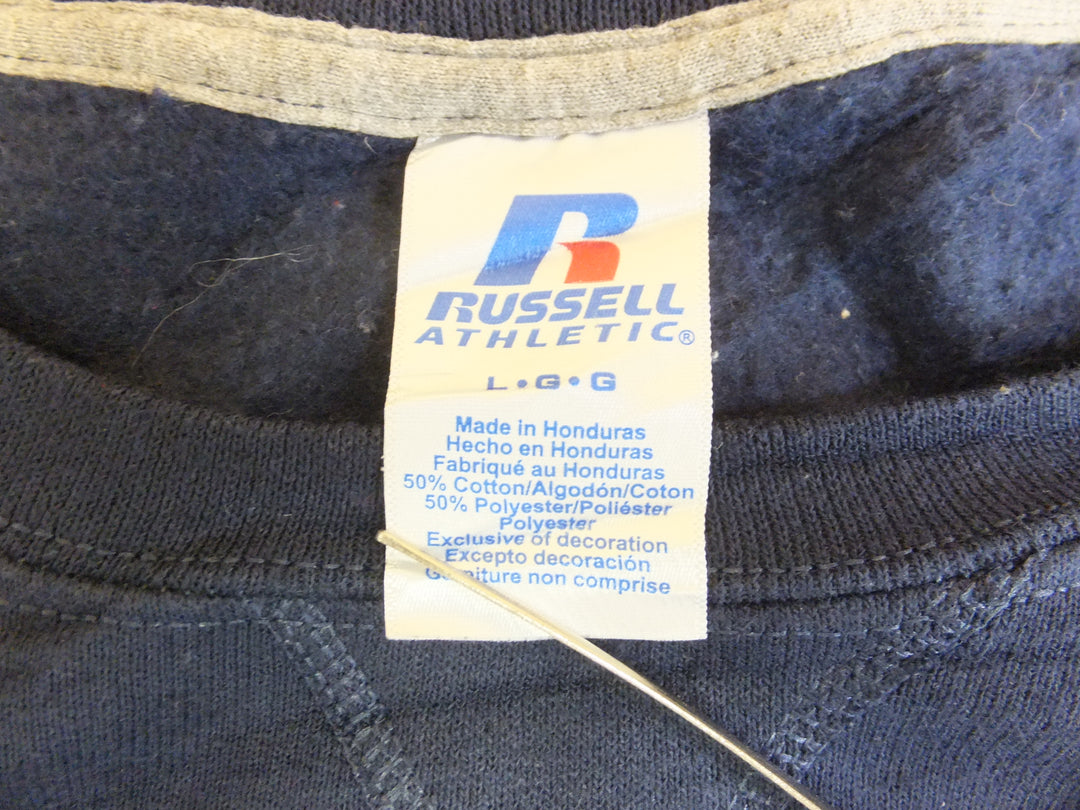 R
RUSSELL
ATHLETIC®
L • G • G
Made in Honduras
Hecho en Honduras
Fabriqué au Honduras
50% Cotton/Algodón/Coton
50% Polyester/Poliéster
Polyester
Exclusive of decoration
Excepto decoración
Garniture non comprise